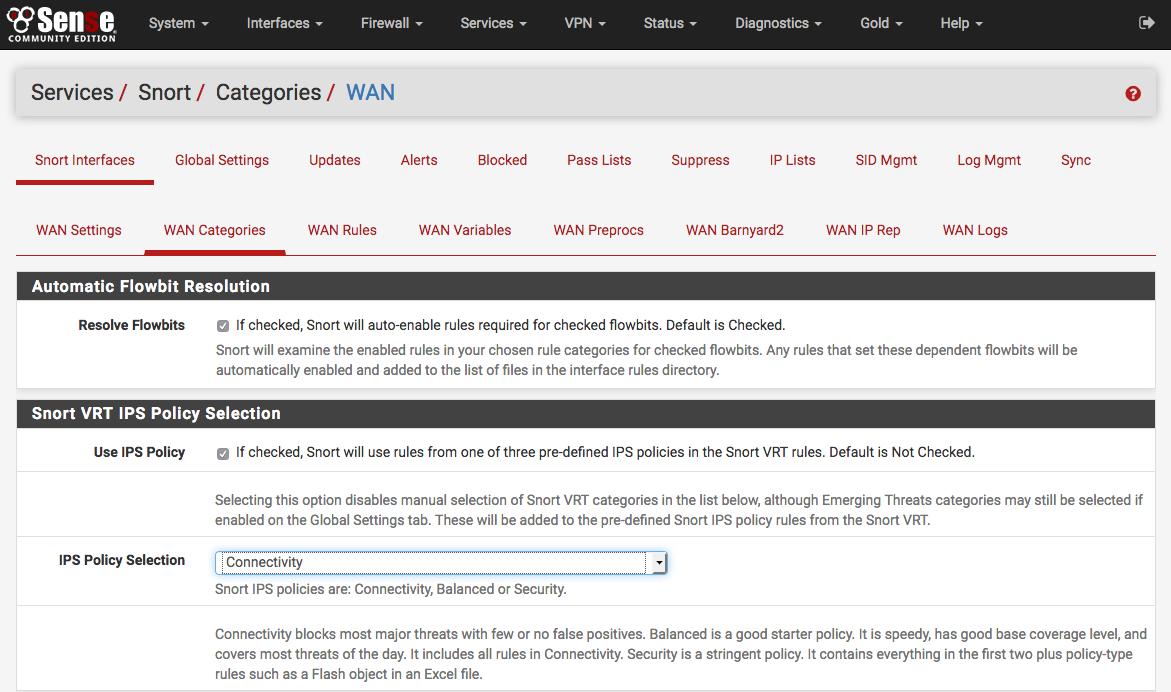 Sense
COMMUNITY EDITION
System Interfaces Firewall Services VPN Status Diagnostics Gold Help
Services / Snort / Categories / WAN ?
Snort Interfaces Global Settings Updates Alerts Blocked Pass Lists Suppress IP Lists SID Mgmt Log Mgmt Sync
WAN Settings WAN Categories WAN Rules WAN Variables WAN Preprocs WAN Barnyard2 WAN IP Rep WAN Logs
Automatic Flowbit Resolution
Resolve Flowbits If checked, Snort will auto-enable rules required for checked flowbits. Default is Checked.
Snort will examine the enabled rules in your chosen rule categories for checked flowbits. Any rules that set these dependent flowbits will be
automatically enabled and added to the list of files in the interface rules directory.
Snort VRT IPS Policy Selection
Use IPS Policy If checked, Snort will use rules from one of three pre-defined IPS policies in the Snort VRT rules. Default is Not Checked.
Selecting this option disables manual selection of Snort VRT categories in the list below, although Emerging Threats categories may still be selected if
enabled on the Global Settings tab. These will be added to the pre-defined Snort IPS policy rules from the Snort VRT.
IPS Policy Selection Connectivity
Snort IPS policies are: Connectivity, Balanced or Security.
Connectivity blocks most major threats with few or no false positives. Balanced is a good starter policy. It is speedy, has good base coverage level, and
covers most threats of the day. It includes all rules in Connectivity. Security is a stringent policy. It contains everything in the first two plus policy-type
rules such as a Flash object in an Excel file.